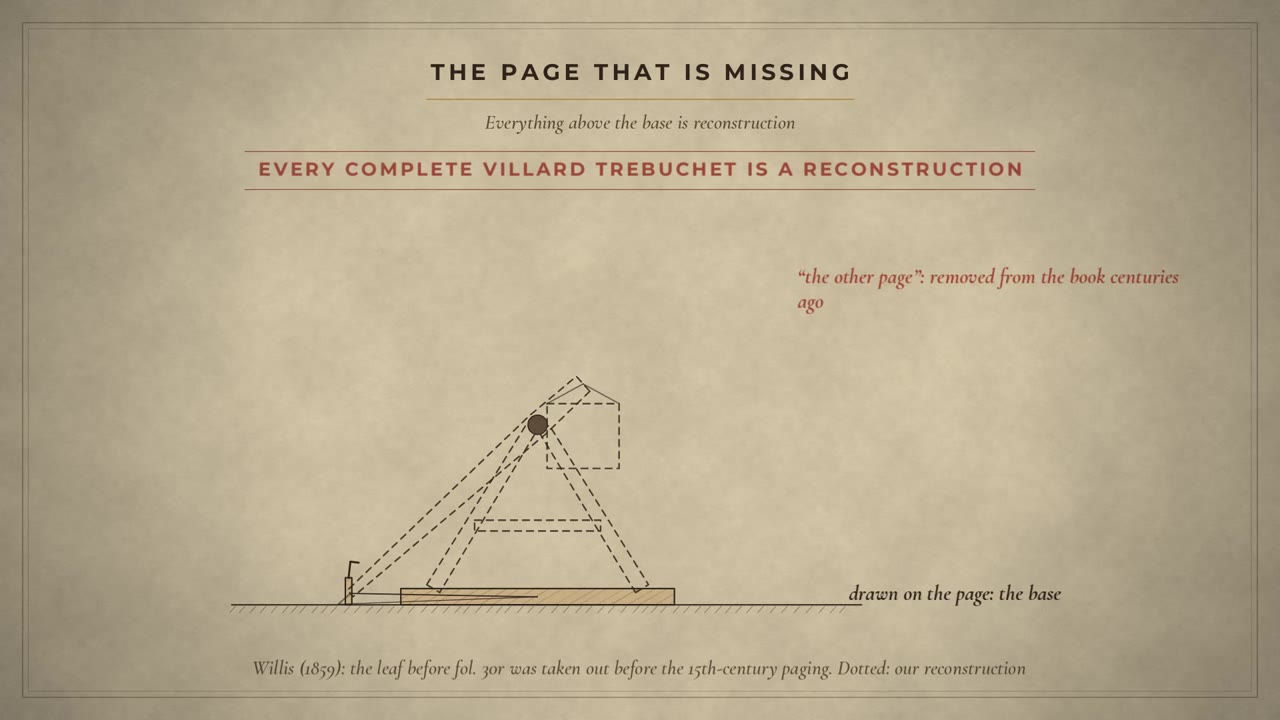 THE PAGE THAT IS MISSING
Everything above the base is reconstruction
EVERY COMPLETE VILLARD TREBUCHET IS A RECONSTRUCTION
“the other page”: removed from the book centuries
ago
drawn on the page: the base
Willis (1859): the leaf before fol. 30r was taken out before the 15th-century paging. Dotted: our reconstruction